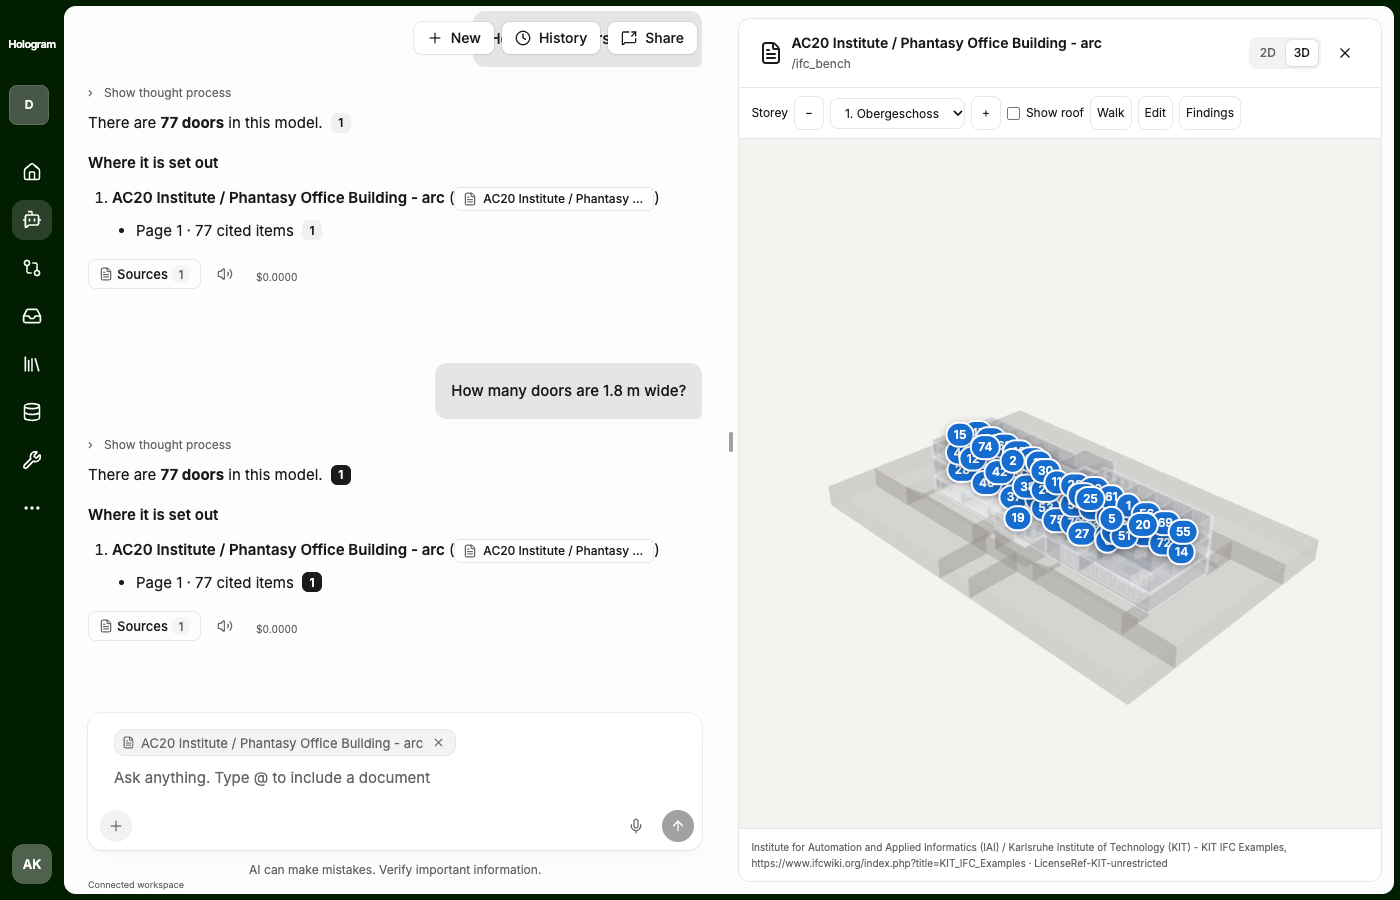 Hologram
D
AK
New
History
Share
Show thought process
There are 77 doors in this model. 1
Where it is set out
1. AC20 Institute / Phantasy Office Building - arc (AC20 Institute / Phantasy ...)
• Page 1 · 77 cited items 1
Sources 1
$0.0000
How many doors are 1.8 m wide?
Show thought process
There are 77 doors in this model. 1
Where it is set out
1. AC20 Institute / Phantasy Office Building - arc (AC20 Institute / Phantasy ...)
• Page 1 · 77 cited items 1
Sources 1
$0.0000
AC20 Institute / Phantasy Office Building - arc
Ask anything. Type @ to include a document
AI can make mistakes. Verify important information.
Connected workspace
AC20 Institute / Phantasy Office Building - arc
/ifc_bench
2D 3D
Storey − 1. Obergeschoss + Show roof Walk Edit Findings
15
74
2
30
25
61
1
5
20
55
19
27
51
14
Institute for Automation and Applied Informatics (IAI) / Karlsruhe Institute of Technology (KIT) - KIT IFC Examples,
https://www.ifcwiki.org/index.php?title=KIT_IFC_Examples · LicenseRef-KIT-unrestricted